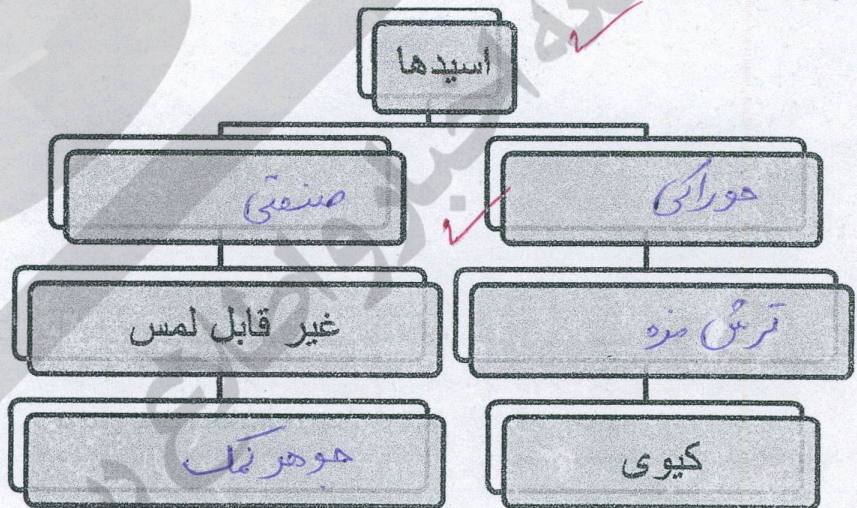 اسیدها
خوراکی صنعتی
ترش مزه غیر قابل لمس
کیوی جوهر نمک